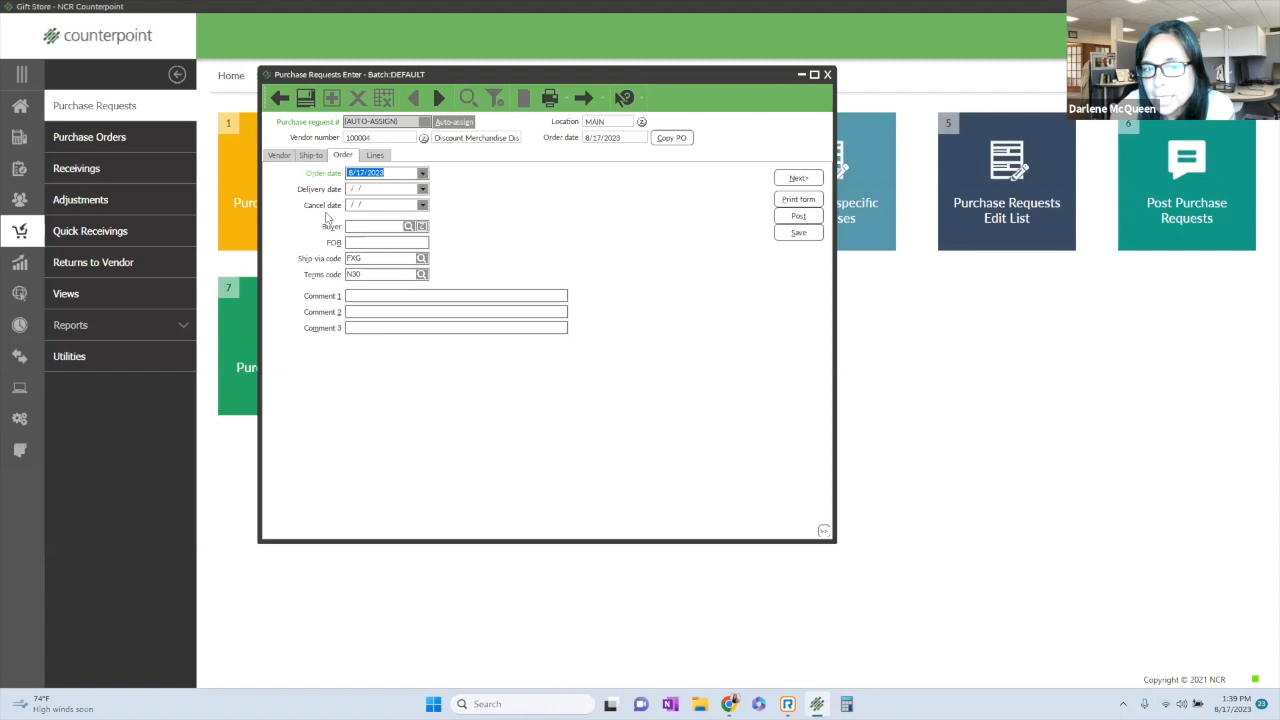 Gift Store - NCR Counterpoint
counterpoint
Home
Darlene McQueen
Purchase Requests
Purchase Orders
Receivings
Adjustments
Quick Receivings
Returns to Vendor
Views
Reports
Utilities
1
Pur
7
Pur
Purchase Requests Enter - Batch:DEFAULT
Purchase request # (AUTO-ASSIGN) Auto-assign Location MAIN
Vendor number 100004 Discount Merchandise Dis Order date 8/17/2023 Copy PO
Vendor Ship-to Order Lines
Order date 8/17/2023
Delivery date / /
Cancel date / /
Buyer
FOB
Ship-via code FXG
Terms code N30
Comment 1
Comment 2
Comment 3
Next>
Print form
Post
Save
>>
specific
ses
5
Purchase Requests
Edit List
6
Post Purchase
Requests
Copyright © 2021 NCR
74°F
High winds soon
Search
1:39 PM
8/17/2023
23